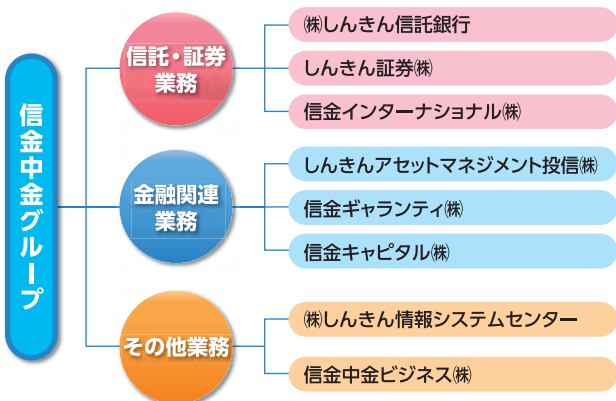 信金中金グループ
信託・証券
業務
㈱しんきん信託銀行
しんきん証券㈱
信金インターナショナル㈱
金融関連
業務
しんきんアセットマネジメント投信㈱
信金ギャランティ㈱
信金キャピタル㈱
その他業務
㈱しんきん情報システムセンター
信金中金ビジネス㈱